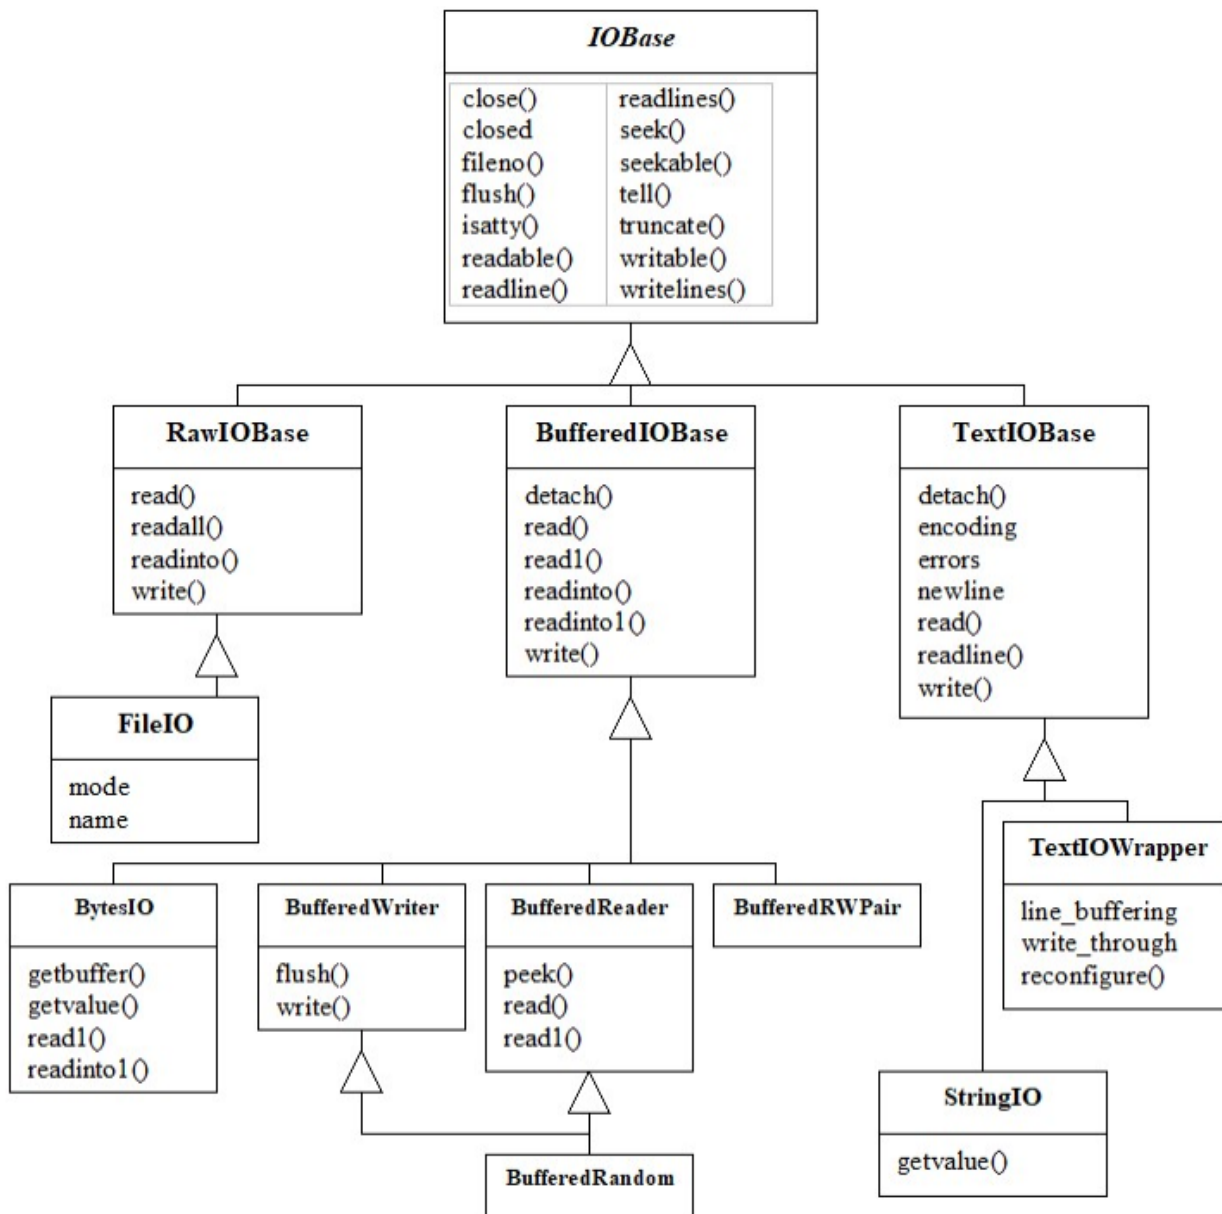 IOBase
close()
closed
fileno()
flush()
isatty()
readable()
readline()
readlines()
seek()
seekable()
tell()
truncate()
writable()
writelines()
RawIOBase
read()
readall()
readinto()
write()
BufferedIOBase
detach()
read()
read1()
readinto()
readinto1()
write()
TextIOBase
detach()
encoding
errors
newline
read()
readline()
write()
FileIO
mode
name
BytesIO
getbuffer()
getvalue()
read1()
readinto1()
BufferedWriter
flush()
write()
BufferedReader
peek()
read()
read1()
BufferedRWPair
TextIOWrapper
line_buffering
write_through
reconfigure()
StringIO
getvalue()
BufferedRandom